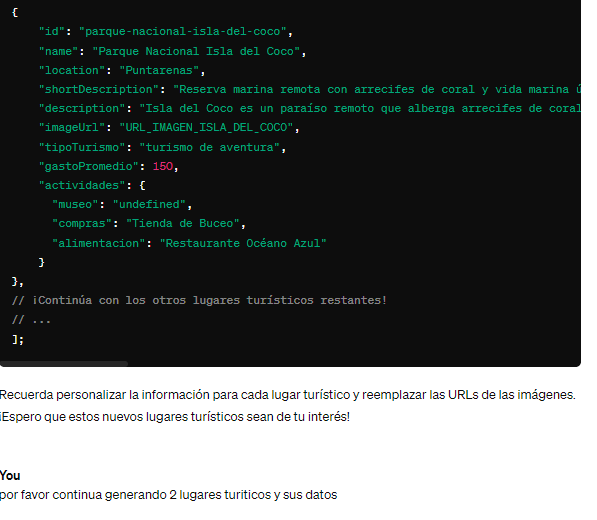 {
"id": "parque-nacional-isla-del-coco",
"name": "Parque Nacional Isla del Coco",
"location": "Puntarenas",
"shortDescription": "Reserva marina remota con arrecifes de coral y vida marina ú
"description": "Isla del Coco es un paraíso remoto que alberga arrecifes de coral
"imageUrl": "URL_IMAGEN_ISLA_DEL_COCO",
"tipoTurismo": "turismo de aventura",
"gastoPromedio": 150,
"actividades": {
"museo": "undefined",
"compras": "Tienda de Buceo",
"alimentacion": "Restaurante Océano Azul"
}
},
// ¡Continúa con los otros lugares turísticos restantes!
// ...
];
Recuerda personalizar la información para cada lugar turístico y reemplazar las URLs de las imágenes.
¡Espero que estos nuevos lugares turísticos sean de tu interés!
You
por favor continua generando 2 lugares turiticos y sus datos